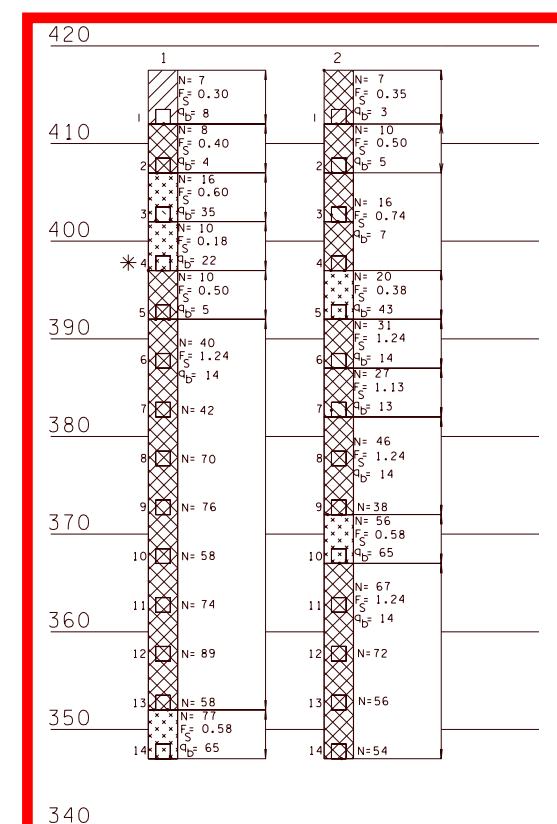 420
1
2
N= 7
FS= 0.30
1
qb= 8
N= 7
FS= 0.35
1
qb= 3
410
N= 8
FS= 0.40
2
qb= 4
N= 10
FS= 0.50
2
qb= 5
N= 16
FS= 0.60
3
qb= 35
N= 16
FS= 0.74
3
qb= 7
400
N= 10
FS= 0.18
* 4
qb= 22
4
N= 10
FS= 0.50
5
qb= 5
N= 20
FS= 0.38
5
qb= 43
390
N= 40
FS= 1.24
6
qb= 14
N= 31
FS= 1.24
6
qb= 14
7
N= 42
N= 27
FS= 1.13
7
qb= 13
380
8
N= 70
N= 46
FS= 1.24
8
qb= 14
9
N= 76
9
N=38
370
10
N= 58
N= 56
FS= 0.58
10
qb= 65
11
N= 74
N= 67
FS= 1.24
11
qb= 14
360
12
N= 89
12
N=72
13
N= 58
13
N=56
350
N= 77
FS= 0.58
14
qb= 65
14
N=54
340